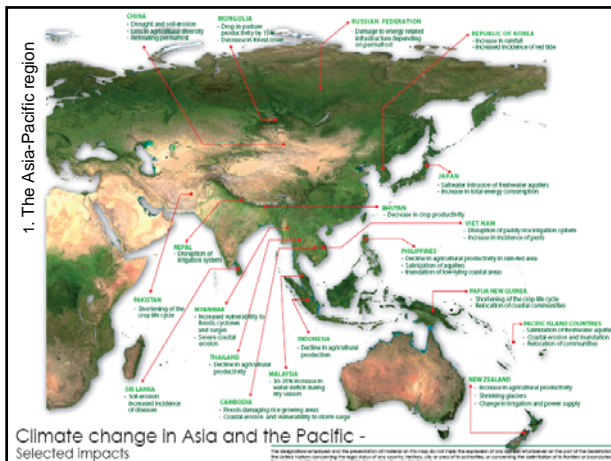 1. The Asia-Pacific region
CHINA
- Drought and soil erosion
- Loss in agricultural diversity
- Retreating permafrost
MONGOLIA
- Drop in pasture
productivity by 15%
- Decrease in forest cover
RUSSIAN FEDERATION
- Damage to energy related
infrastructure depending on
permafrost
REPUBLIC OF KOREA
- Increase in rainfall
- Increased incidence of red tide
JAPAN
- Saltwater intrusion of freshwater aquifers
- Increase in total energy consumption
BHUTAN
- Decrease in crop productivity
VIET NAM
- Disruption of paddy rice irrigation system
- Increase in incidence of pests
NEPAL
- Disruption of
irrigation system
PHILIPPINES
- Decline in agricultural productivity in rain-fed area
- Salinization of aquifers
- Inundation of low-lying coastal areas
PAKISTAN
- Shortening of the
crop life cycle
MYANMAR
- Increased vulnerability to
floods, cyclones
and surges
- Severe coastal
erosion
PAPUA NEW GUINEA
- Shortening of the crop life cycle
- Relocation of coastal communities
PACIFIC ISLAND COUNTRIES
- Salinization of freshwater aquifers
- Coastal erosion and inundation
- Relocation of communities
INDONESIA
- Decline in agricultural
production
THAILAND
- Decline in agricultural
productivity
MALAYSIA
water deficit during
dry season
SRI LANKA
- Soil erosion
Increased incidence
of diseases
CAMBODIA
- Floods damaging rice growing areas
- Coastal erosion and vulnerability to storm surge
NEW ZEALAND
- Increase in agricultural productivity
- Shrinking glaciers
- Change in irrigation and power supply
Climate change in Asia and the Pacific -
Selected impacts